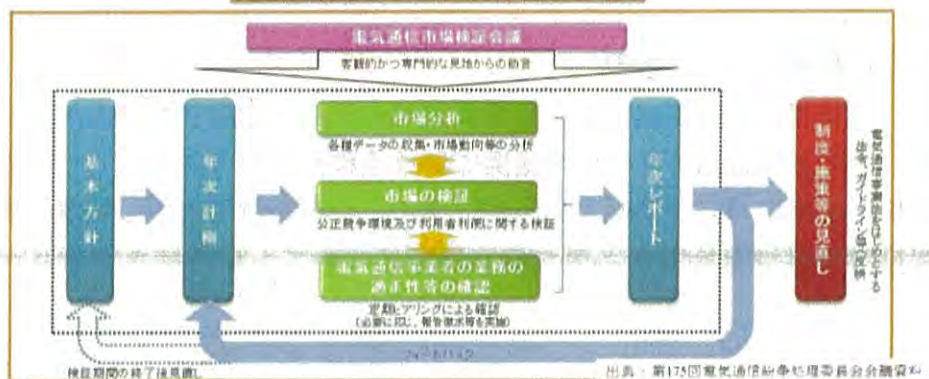 電気通信市場検証会議
客観的かつ専門的な見地からの助言
基本方針
年次計画
市場分析
各種データの収集・市場動向等の分析
市場の検証
公正競争環境及び利用者利便に関する検証
電気通信事業者の業務の
適正性等の確認
定期ヒアリングによる確認
(必要に応じ、報告徴求等を実施)
年次レポート
制度・施策等の見直し
電気通信事業法をはじめとする
法令、ガイドライン等へ反映
フィードバック
検証期間の終了後見直し
出典:第175回電気通信紛争処理委員会会議資料